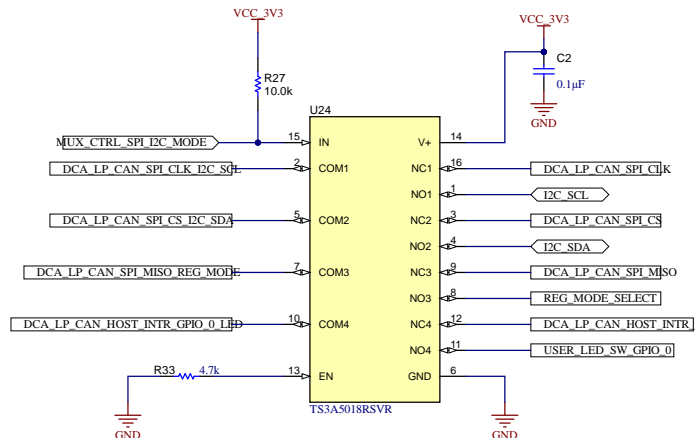 VCC_3V3
VCC_3V3
R27
10.0k
C2
0.1µF
GND
U24
MUX_CTRL_SPI_I2C_MODE
15
IN
V+
14
DCA_LP_CAN_SPI_CLK_I2C_SCL
2
COM1
NC1
16
DCA_LP_CAN_SPI_CLK
NO1
1
I2C_SCL
DCA_LP_CAN_SPI_CS_I2C_SDA
5
COM2
NC2
3
DCA_LP_CAN_SPI_CS
NO2
4
I2C_SDA
DCA_LP_CAN_SPI_MISO_REG_MODE
7
COM3
NC3
9
DCA_LP_CAN_SPI_MISO
NO3
8
REG_MODE_SELECT
DCA_LP_CAN_HOST_INTR_GPIO_0_LED
10
COM4
NC4
12
DCA_LP_CAN_HOST_INTR
NO4
11
USER_LED_SW_GPIO_0
R33
4.7k
13
EN
GND
6
TS3A5018RSVR
GND
GND